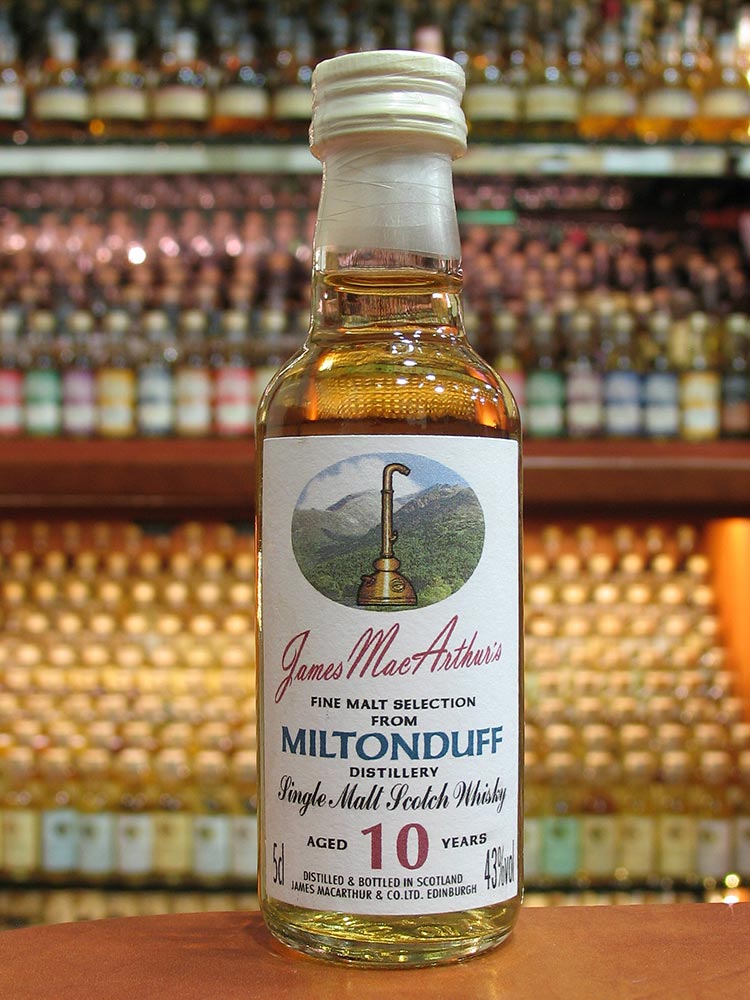 James MacArthur's
FINE MALT SELECTION
FROM
MILTONDUFF
DISTILLERY
Single Malt Scotch Whisky
AGED 10 YEARS
5cl 43%vol
DISTILLED & BOTTLED IN SCOTLAND
JAMES MACARTHUR & CO.LTD. EDINBURGH